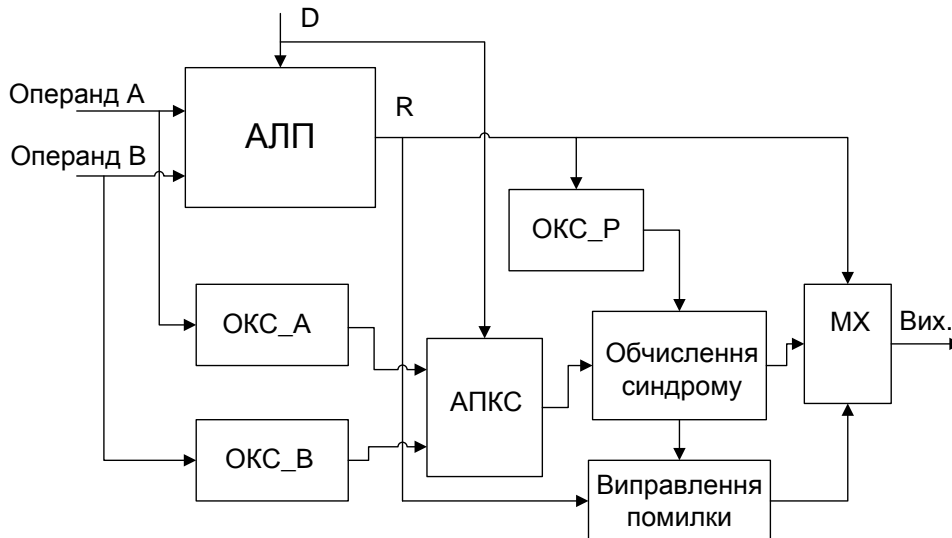 D
Операнд А
АЛП
R
Операнд В
ОКС_Р
ОКС_А
МХ
Вих.
Обчислення
синдрому
АПКС
ОКС_В
Виправлення
помилки